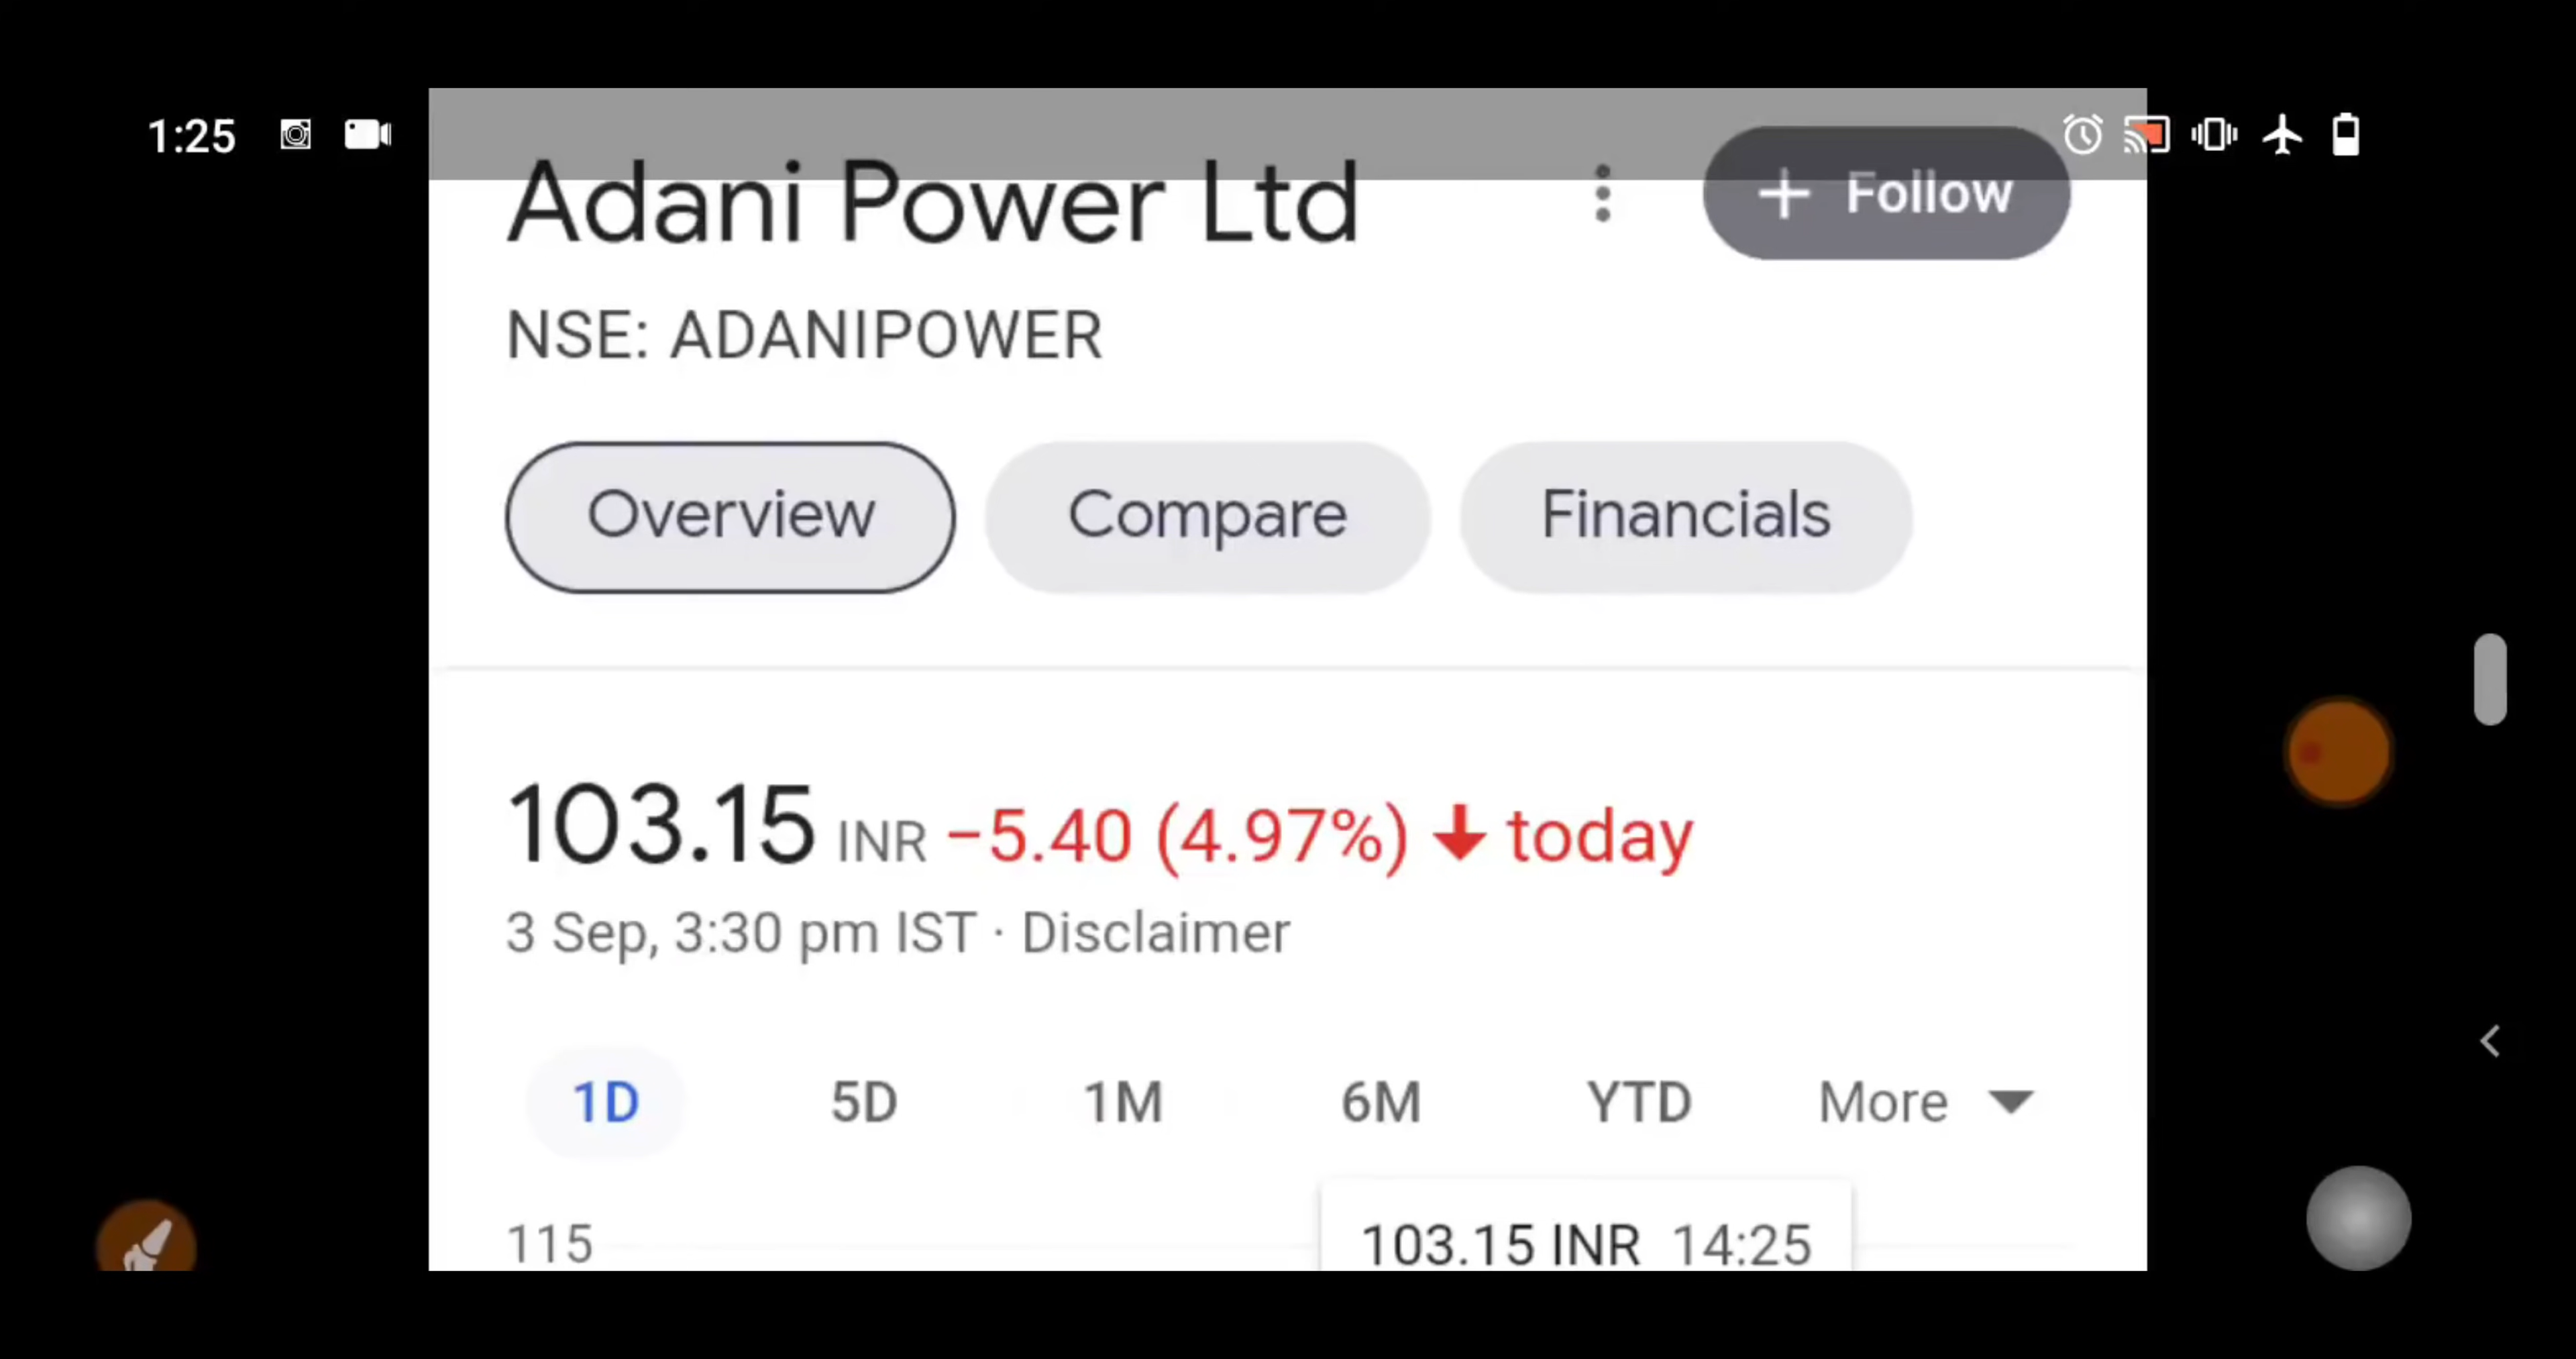 1:25
Adani Power Ltd
+ Follow
NSE: ADANIPOWER
Overview Compare Financials
103.15 INR −5.40 (4.97%) ↓ today
3 Sep, 3:30 pm IST · Disclaimer
1D 5D 1M 6M YTD More
103.15 INR 14:25
115